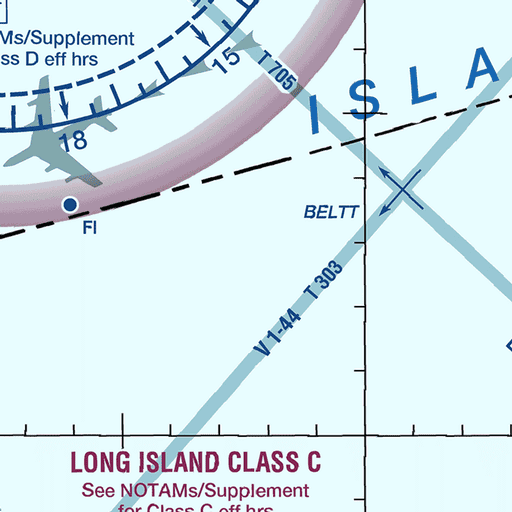 Ms/Supplement
ss D eff hrs
15
T 705
18
ISLA
FI
BELTT
V 1-44 T 303
LONG ISLAND CLASS C
See NOTAMs/Supplement
for Class C eff hrs